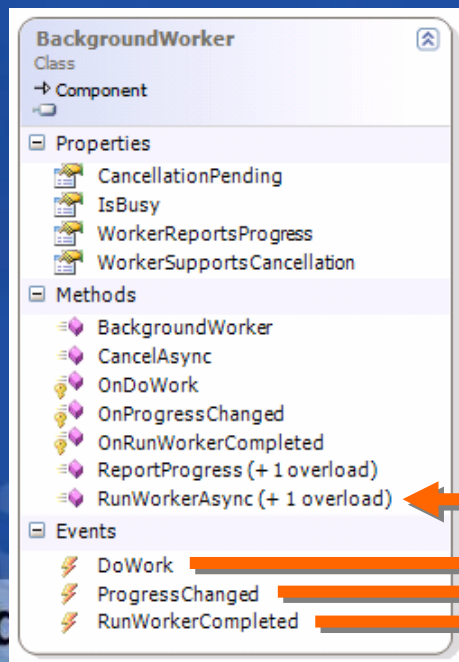 BackgroundWorker
Class
Component
Properties
CancellationPending
IsBusy
WorkerReportsProgress
WorkerSupportsCancellation
Methods
BackgroundWorker
CancelAsync
OnDoWork
OnProgressChanged
OnRunWorkerCompleted
ReportProgress (+ 1 overload)
RunWorkerAsync (+ 1 overload)
Events
DoWork
ProgressChanged
RunWorkerCompleted